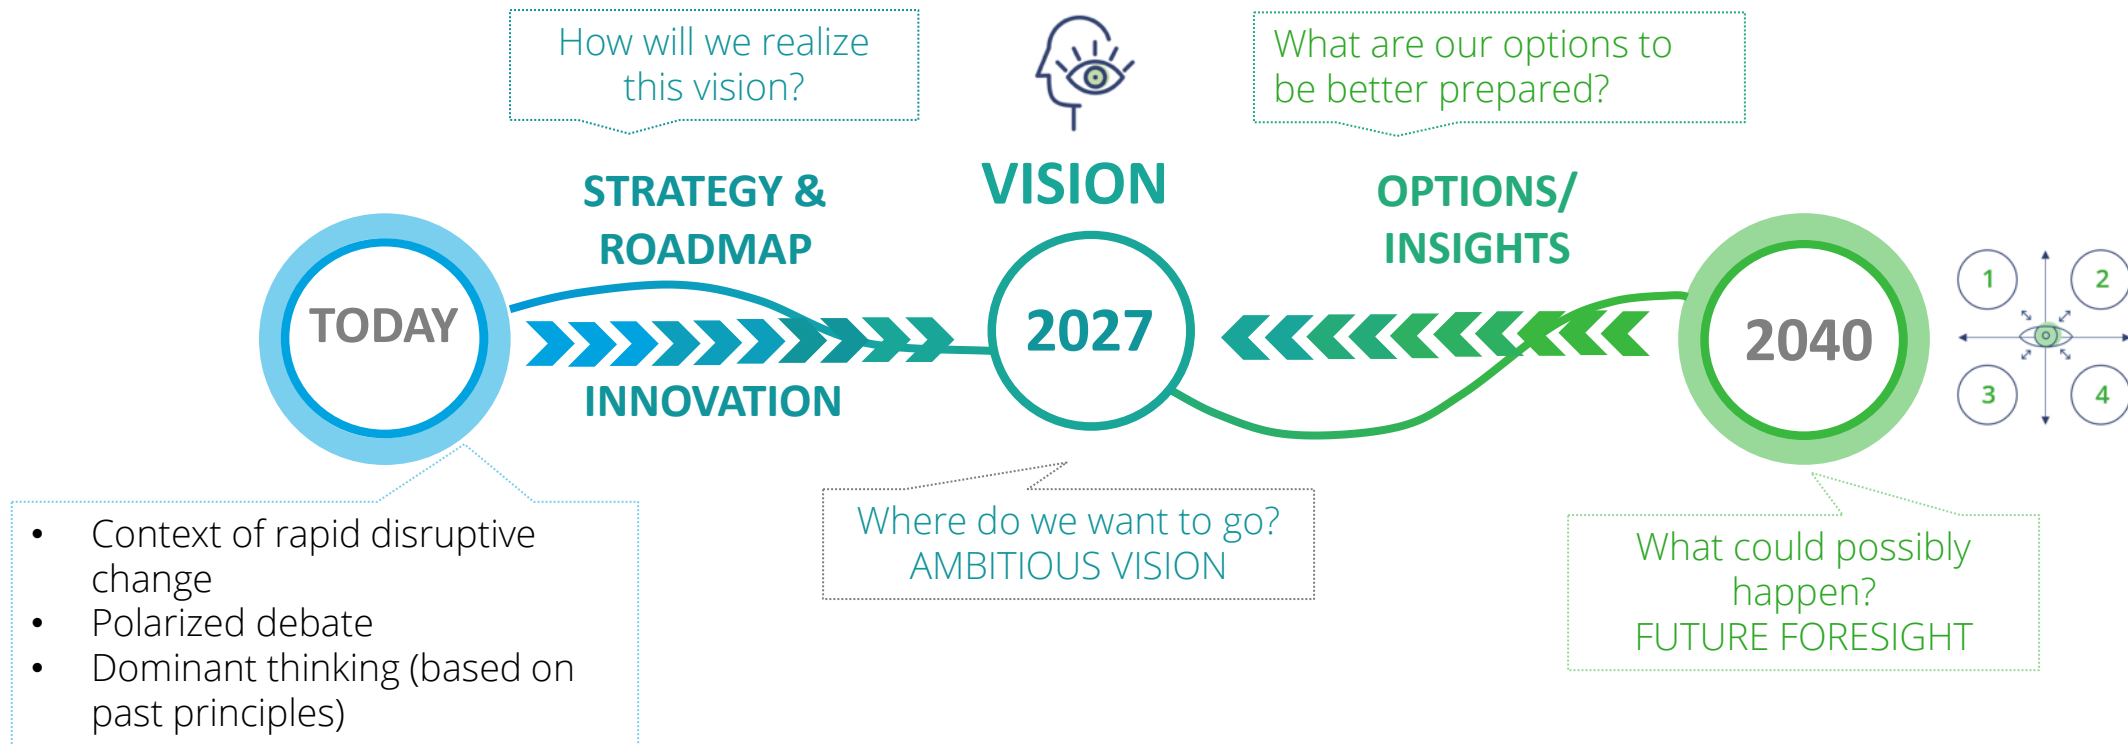 How will we realize
this vision?
What are our options to
be better prepared?
STRATEGY &
ROADMAP
VISION
OPTIONS/
INSIGHTS
TODAY
2027
2040
1
2
3
4
INNOVATION
• Context of rapid disruptive
change
• Polarized debate
• Dominant thinking (based on
past principles)
Where do we want to go?
AMBITIOUS VISION
What could possibly
happen?
FUTURE FORESIGHT